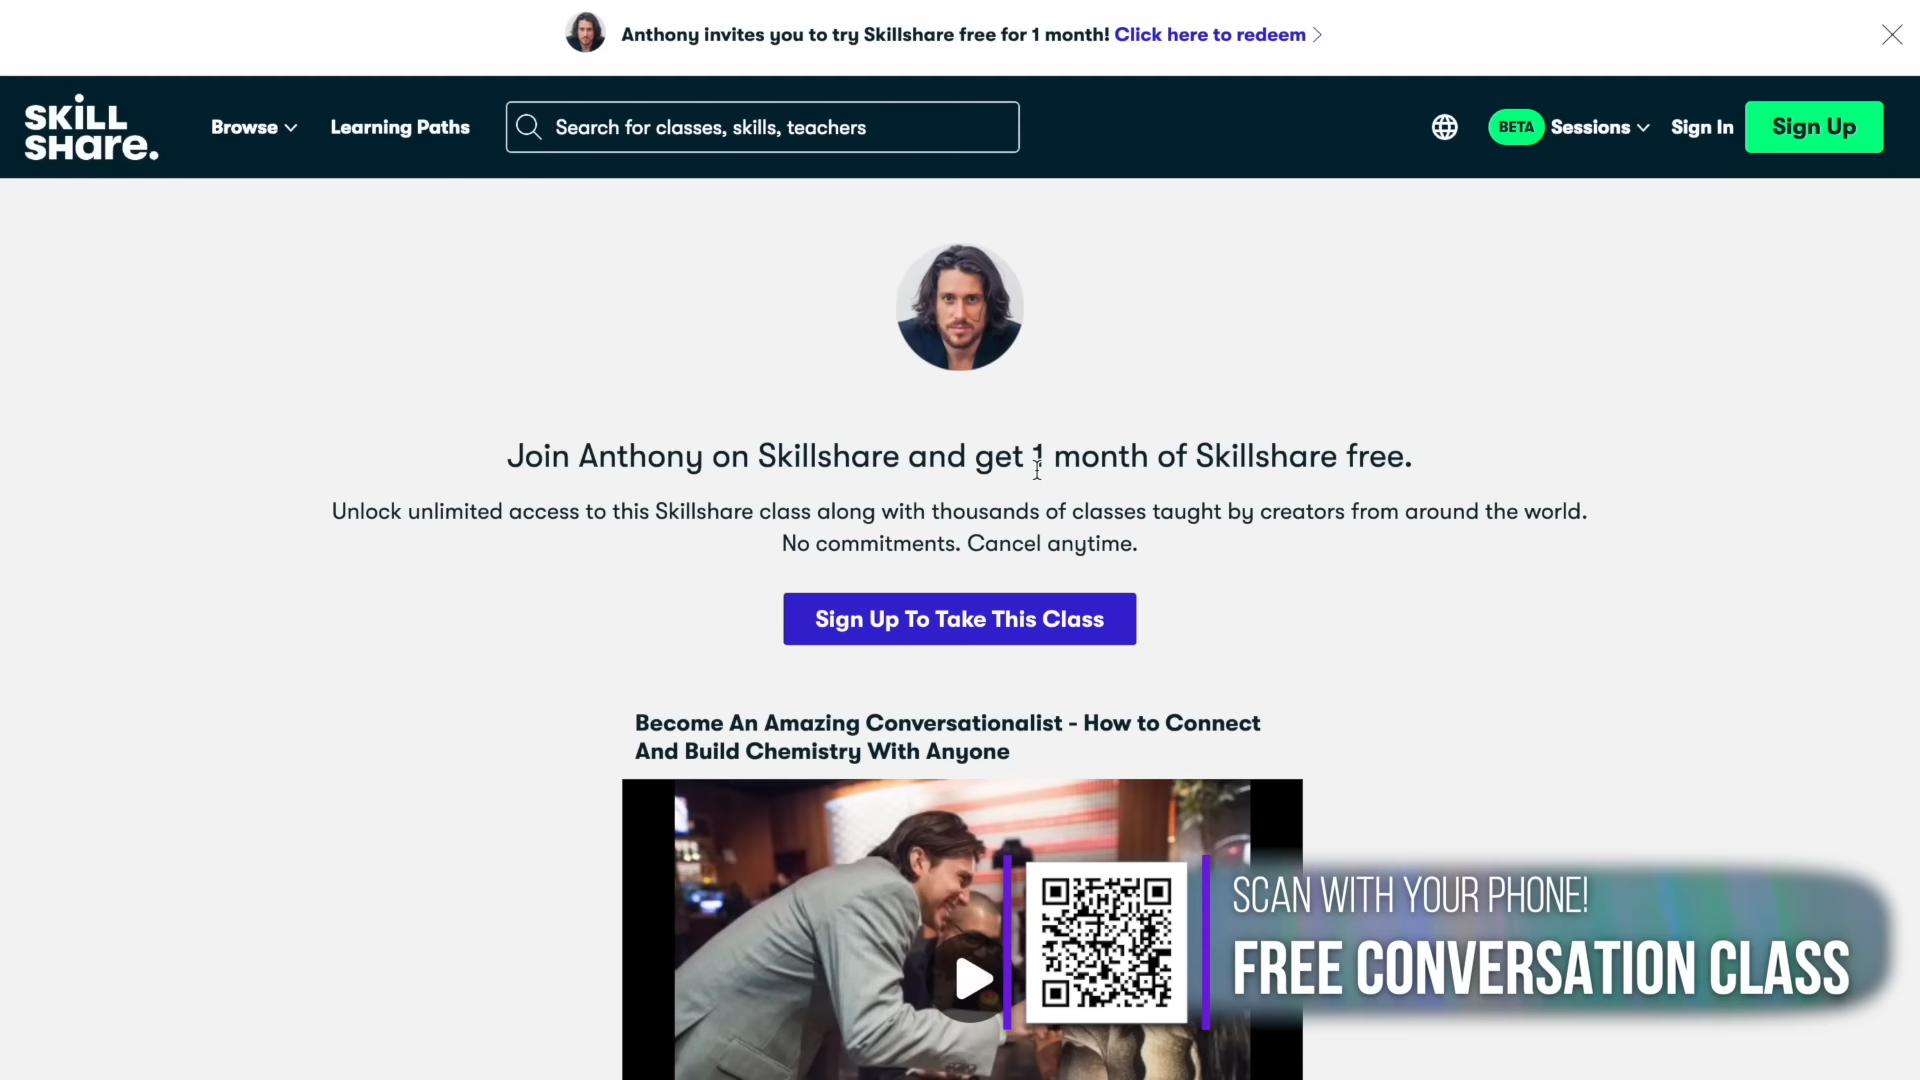 Anthony invites you to try Skillshare free for 1 month! Click here to redeem
SKILL
SHare.
Browse
Learning Paths
Search for classes, skills, teachers
BETA
Sessions
Sign In
Sign Up
Join Anthony on Skillshare and get 1 month of Skillshare free.
Unlock unlimited access to this Skillshare class along with thousands of classes taught by creators from around the world.
No commitments. Cancel anytime.
Sign Up To Take This Class
Become An Amazing Conversationalist - How to Connect
And Build Chemistry With Anyone
SCAN WITH YOUR PHONE!
FREE CONVERSATION CLASS